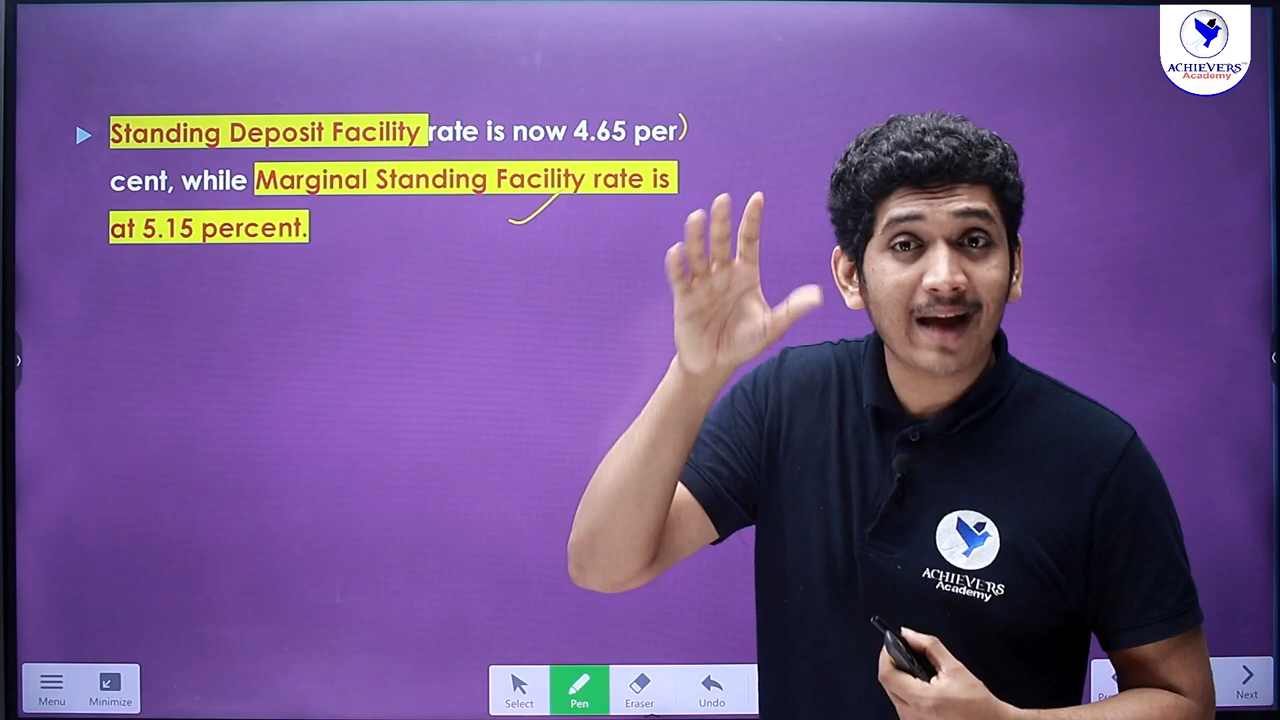 ACHIEVERS
Academy
Standing Deposit Facility rate is now 4.65 per
cent, while Marginal Standing Facility rate is
at 5.15 percent.
ACHIEVERS
Academy
Menu
Minimize
Select
Pen
Eraser
Undo
Next